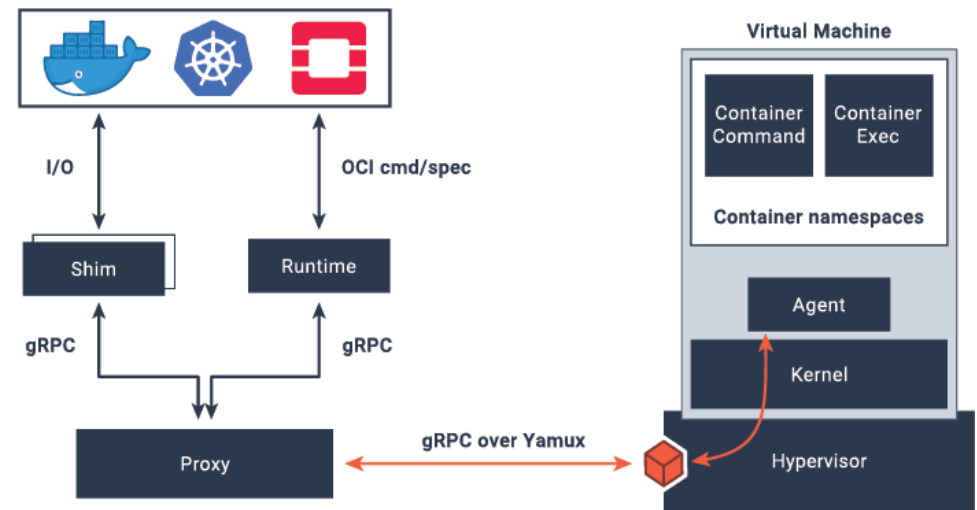 Virtual Machine
Container
Command
Container
Exec
I/O
OCI cmd/spec
Container namespaces
Shim
Runtime
Agent
gRPC
gRPC
Kernel
gRPC over Yamux
Proxy
Hypervisor